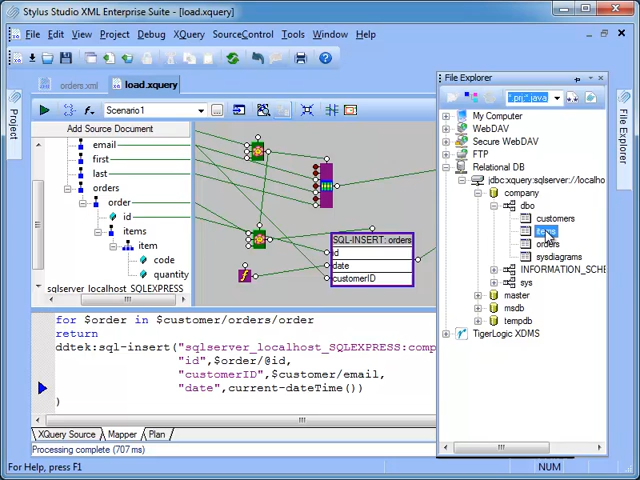 Stylus Studio XML Enterprise Suite - [load.xquery]
File Edit View Project Debug XQuery SourceControl Tools Window Help
orders.xml load.xquery
Scenario1
Add Source Document
email
first
last
orders
order
id
items
item
code
quantity
sqlserver_localhost_SQLEXPRESS
SQL-INSERT: orders
id
date
customerID
for $order in $customer/orders/order
return
ddtek:sql-insert("sqlserver_localhost_SQLEXPRESS:comp
"id",$order/@id,
"customerID",$customer/email,
"date",current-dateTime())
)
XQuery Source Mapper Plan
Processing complete (707 ms)
For Help, press F1
NUM
Project
File Explorer
*.prj;*.java
My Computer
WebDAV
Secure WebDAV
FTP
Relational DB
jdbc:xquery:sqlserver://localho
company
dbo
customers
items
orders
sysdiagrams
INFORMATION_SCHE
sys
master
msdb
tempdb
TigerLogic XDMS
File Explorer